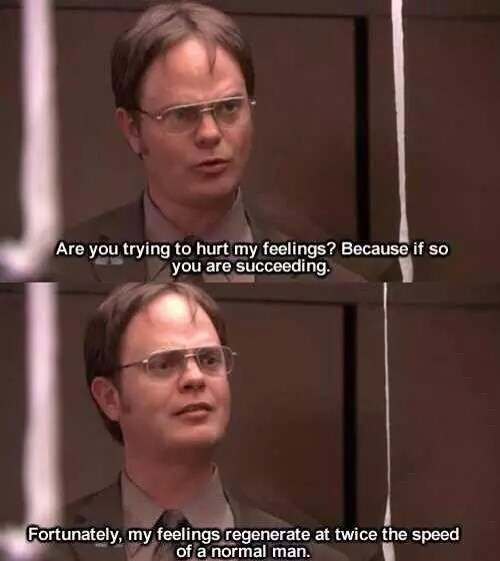 Are you trying to hurt my feelings? Because if so
you are succeeding.
Fortunately, my feelings regenerate at twice the speed
of a normal man.